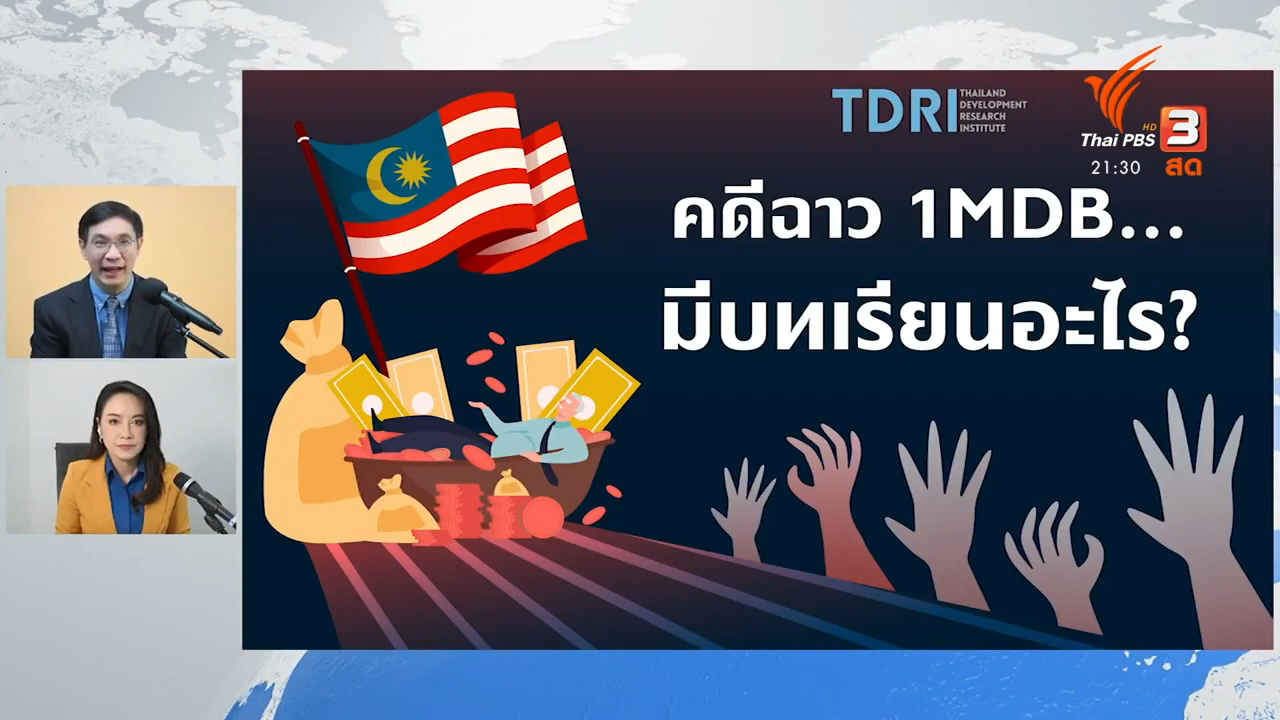 TDRI
THAILAND
DEVELOPMENT
RESEARCH
INSTITUTE
Thai PBS HD 3
21:30 สด
คดีฉาว 1MDB...
มีบทเรียนอะไร?